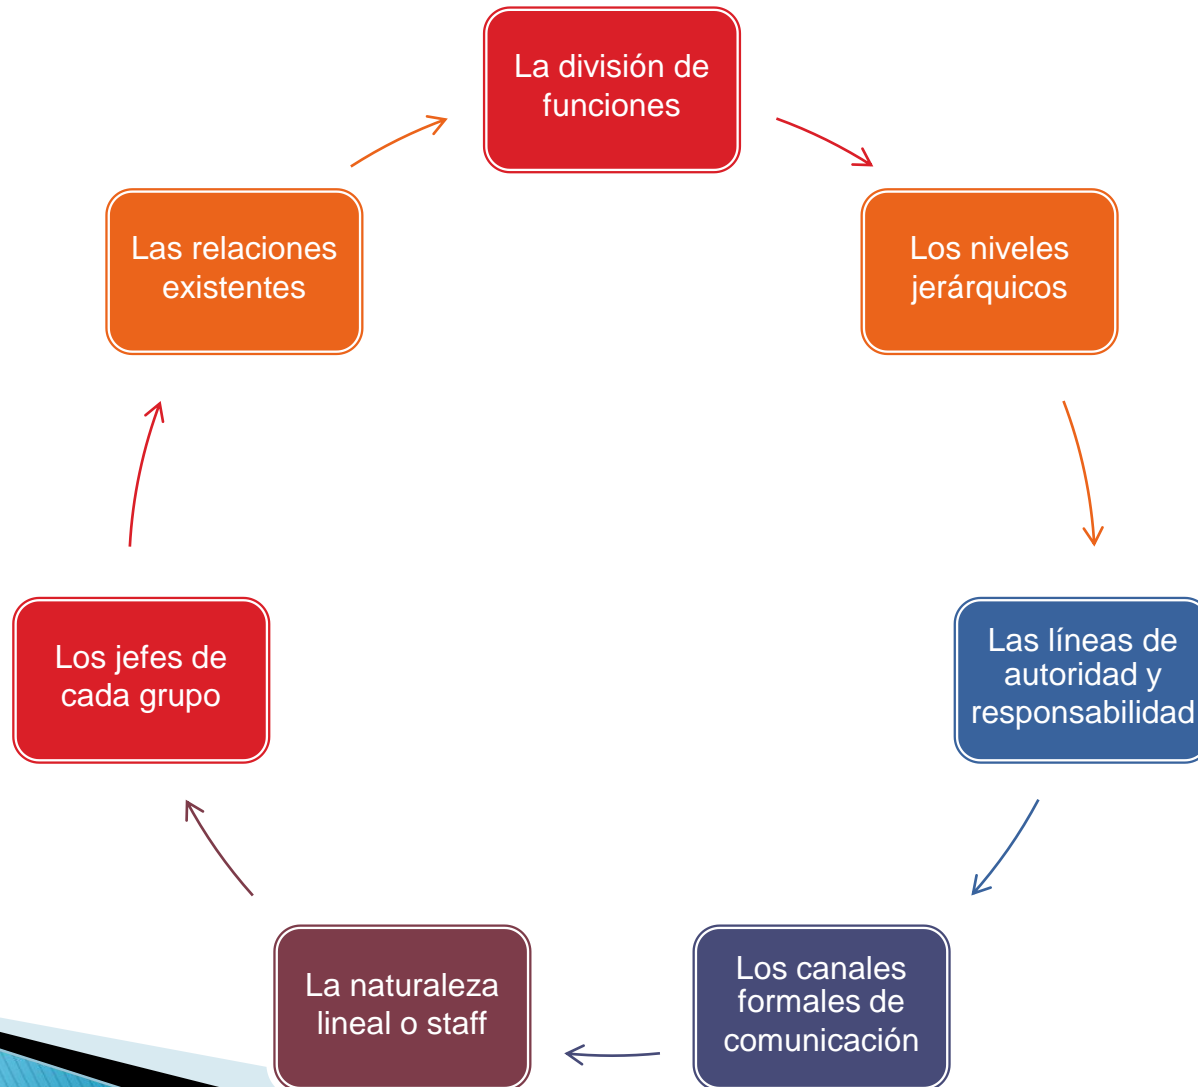 La división de
funciones
Los niveles
jerárquicos
Las líneas de
autoridad y
responsabilidad
Los canales
formales de
comunicación
La naturaleza
lineal o staff
Los jefes de
cada grupo
Las relaciones
existentes